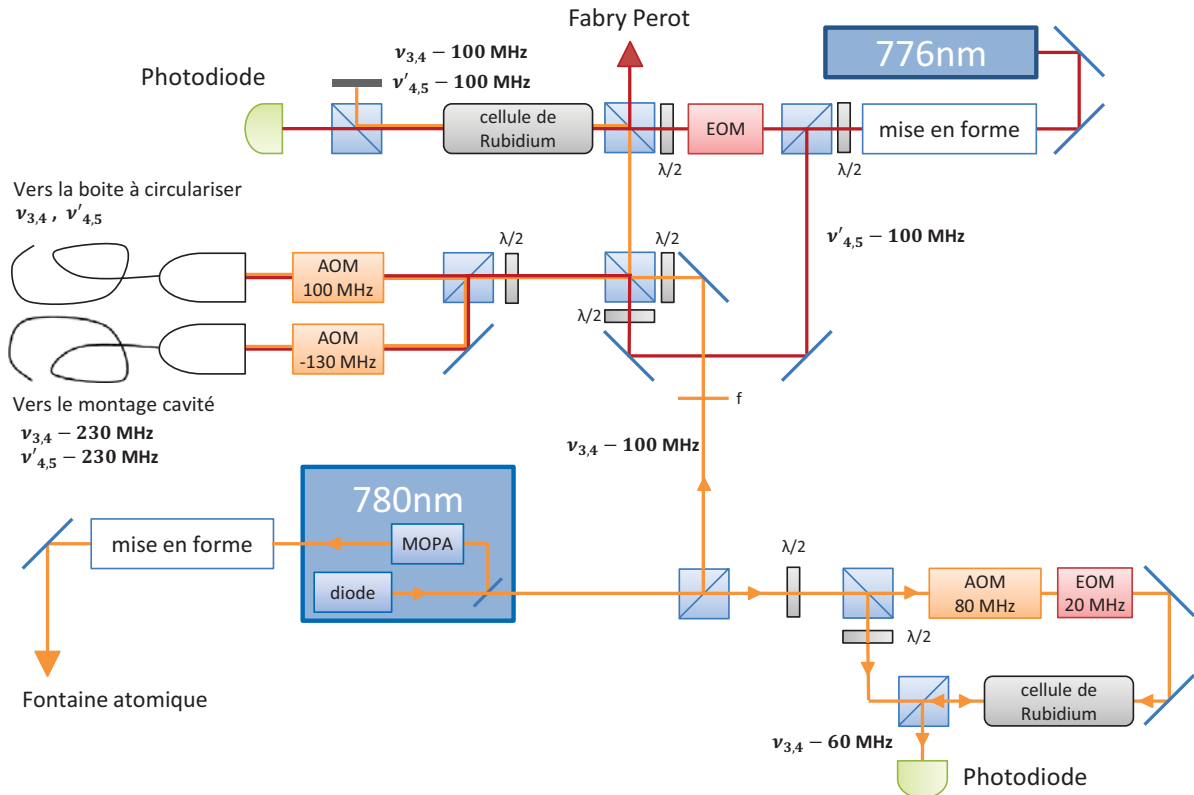 Fabry Perot
776nm
ν3,4 − 100 MHz
ν'4,5 − 100 MHz
Photodiode
cellule de
Rubidium
λ/2
EOM
λ/2
mise en forme
Vers la boite à circulariser
ν3,4 , ν'4,5
AOM
100 MHz
λ/2
λ/2
ν'4,5 − 100 MHz
λ/2
AOM
-130 MHz
Vers le montage cavité
ν3,4 − 230 MHz
ν'4,5 − 230 MHz
f
ν3,4 − 100 MHz
780nm
mise en forme
MOPA
diode
λ/2
AOM
80 MHz
EOM
20 MHz
λ/2
Fontaine atomique
cellule de
Rubidium
ν3,4 − 60 MHz
Photodiode